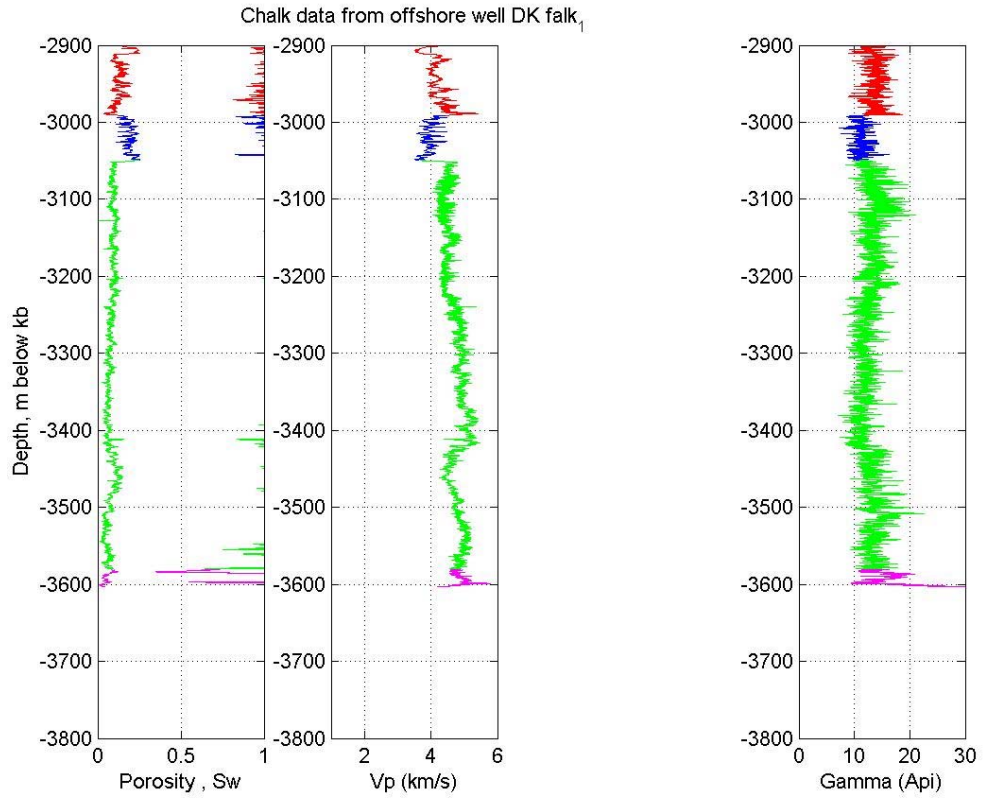 Chalk data from offshore well DK falk1
-2900 -2900 -2900
-3000 -3000 -3000
-3100 -3100 -3100
-3200 -3200 -3200
-3300 -3300 -3300
-3400 -3400 -3400
-3500 -3500 -3500
-3600 -3600 -3600
-3700 -3700 -3700
-3800 -3800 -3800
Depth, m below kb
0 0.5 1 2 4 6 0 10 20 30
Porosity , Sw Vp (km/s) Gamma (Api)